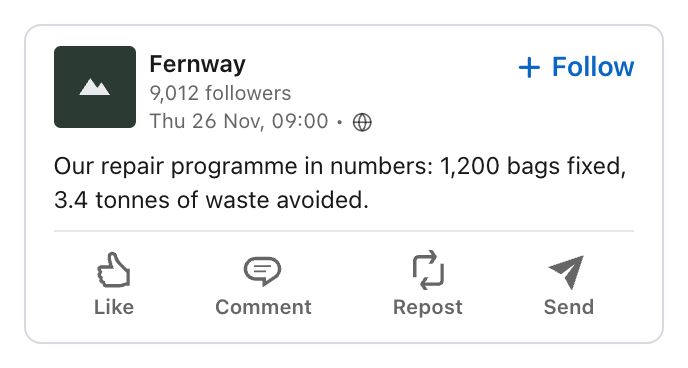 Fernway
+ Follow
9,012 followers
Thu 26 Nov, 09:00 •
Our repair programme in numbers: 1,200 bags fixed,
3.4 tonnes of waste avoided.
Like
Comment
Repost
Send